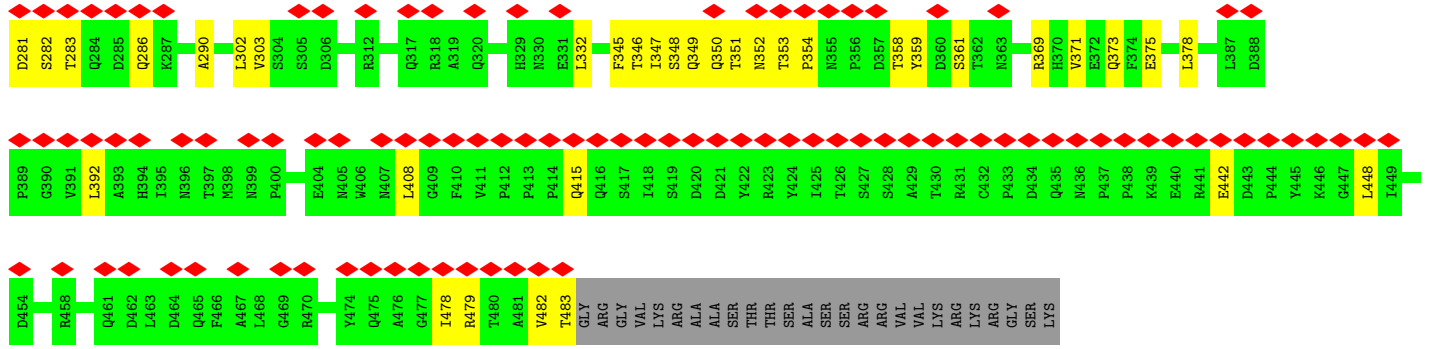 D281 S282 T283 Q284 D285 Q286 K287 A290 L302 V303 S304 S305 D306 R312 Q317 R318 A319 Q320 H329 N330 E331 L332 F345 T346 I347 S348 Q349 Q350 T351 N352 T353 P354 N355 P356 D357 T358 Y359 D360 S361 T362 N363 R369 H370 V371 E372 Q373 F374 E375 L378 L387 D388
P389 G390 V391 L392 A393 H394 I395 N396 T397 M398 N399 P400 E404 N405 W406 N407 L408 G409 F410 V411 P412 P413 P414 Q415 Q416 S417 I418 S419 D420 D421 Y422 R423 Y424 I425 T426 S427 S428 A429 T430 R431 C432 P433 D434 Q435 N436 P437 P438 K439 E440 R441 E442 D443 P444 Y445 K446 G447 L448 I449
D454 R458 Q461 D462 L463 D464 Q465 F466 A467 L468 G469 R470 Y474 Q475 A476 G477 I478 R479 T480 A481 V482 T483 GLY ARG GLY VAL LYS ARG ALA ALA SER THR THR SER ALA SER SER ARG ARG VAL VAL LYS ARG LYS ARG GLY SER LYS